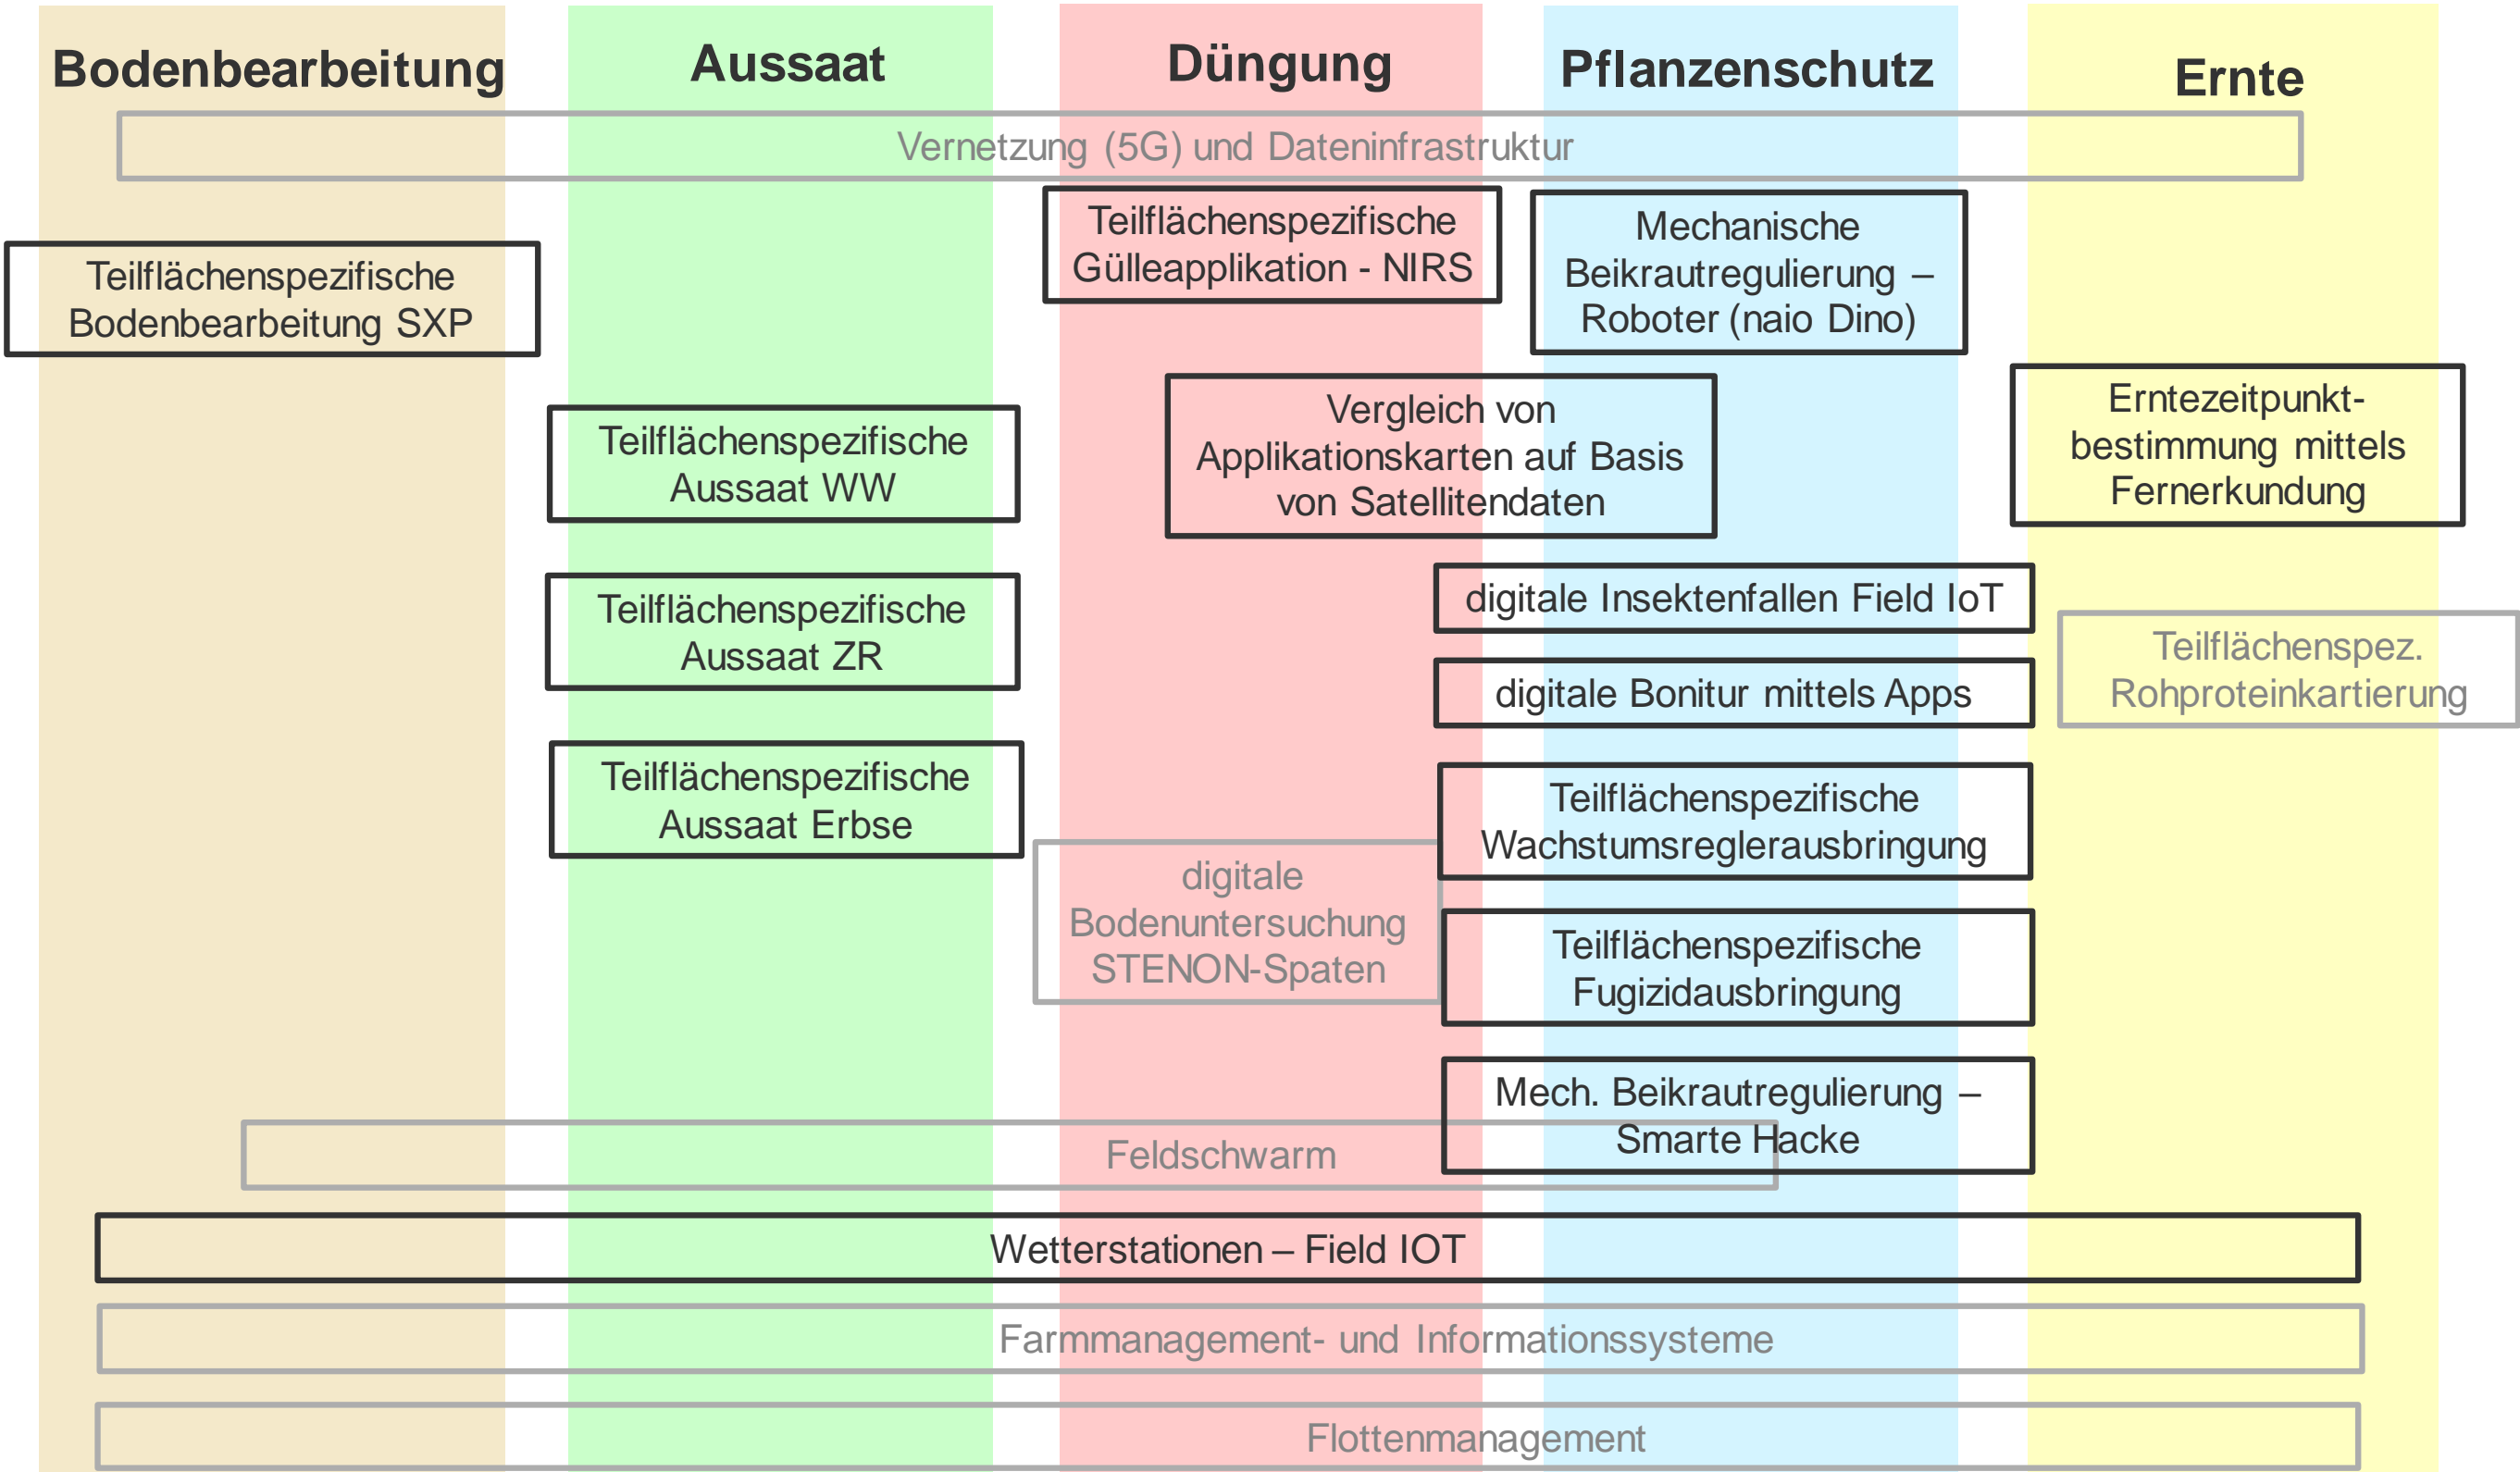 Bodenbearbeitung
Aussaat
Düngung
Pflanzenschutz
Ernte
Vernetzung (5G) und Dateninfrastruktur
Teilflächenspezifische
Bodenbearbeitung SXP
Teilflächenspezifische
Gülleapplikation - NIRS
Mechanische
Beikrautregulierung –
Roboter (naio Dino)
Teilflächenspezifische
Aussaat WW
Vergleich von
Applikationskarten auf Basis
von Satellitendaten
Erntezeitpunkt-
bestimmung mittels
Fernerkundung
Teilflächenspezifische
Aussaat ZR
digitale Insektenfallen Field IoT
digitale Bonitur mittels Apps
Teilflächenspez.
Rohproteinkartierung
Teilflächenspezifische
Aussaat Erbse
Teilflächenspezifische
Wachstumsreglerausbringung
digitale
Bodenuntersuchung
STENON-Spaten
Teilflächenspezifische
Fugizidausbringung
Mech. Beikrautregulierung –
Smarte Hacke
Feldschwarm
Wetterstationen – Field IOT
Farmmanagement- und Informationssysteme
Flottenmanagement